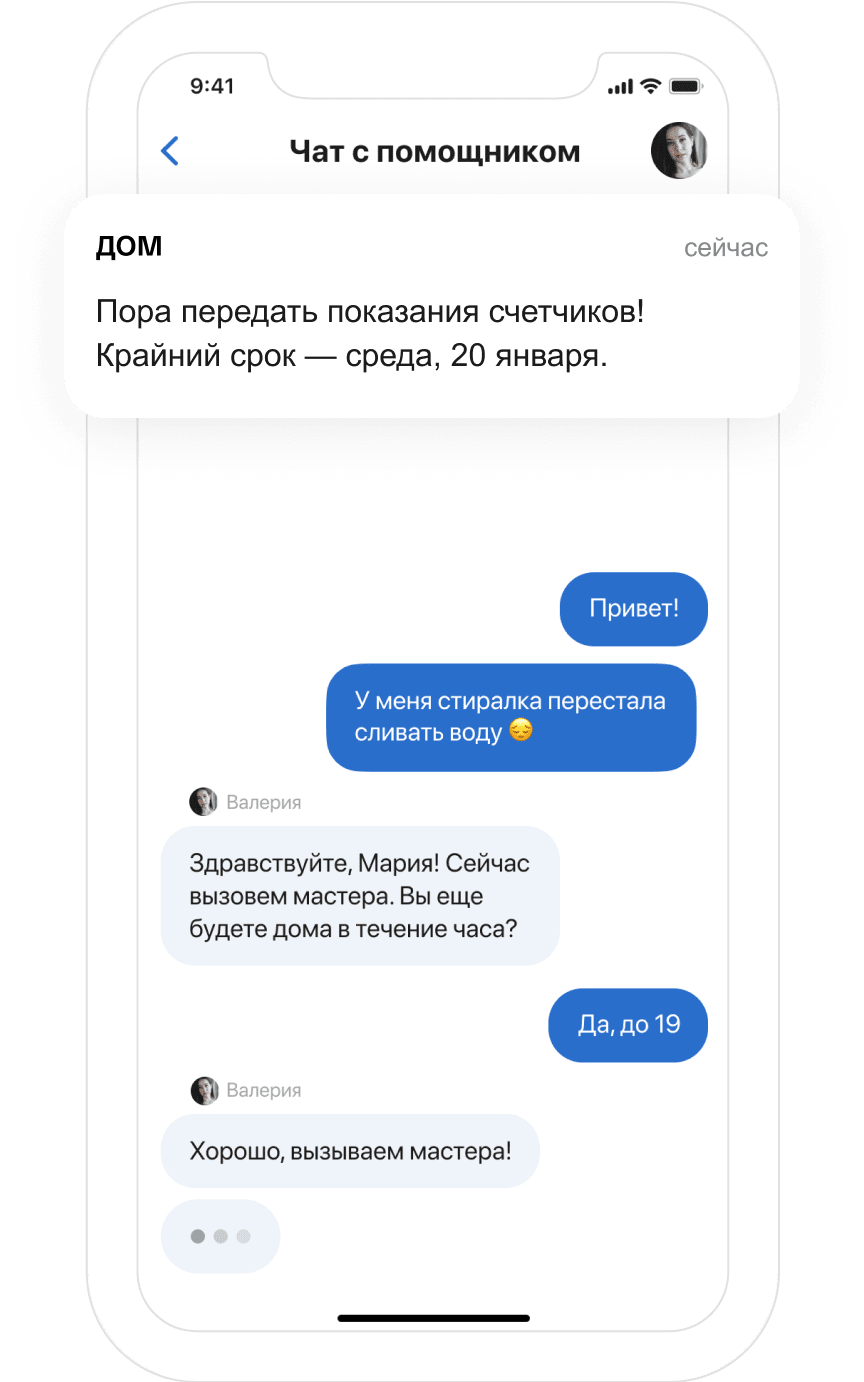 9:41
Чат с помощником
ДОМ
сейчас
Пора передать показания счетчиков!
Крайний срок — среда, 20 января.
Привет!
У меня стиралка перестала
сливать воду 😔
Валерия
Здравствуйте, Мария! Сейчас
вызовем мастера. Вы еще
будете дома в течение часа?
Да, до 19
Валерия
Хорошо, вызываем мастера!